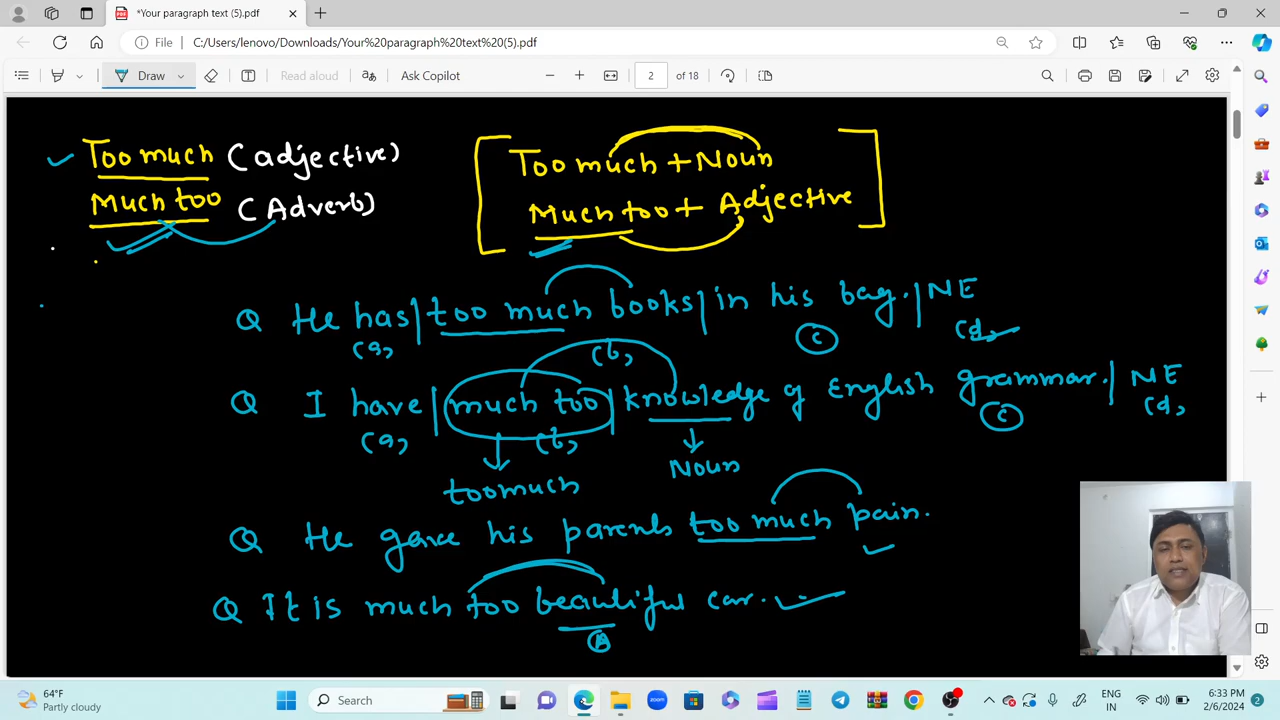 *Your paragraph text (5).pdf
File C:/Users/lenovo/Downloads/Your%20paragraph%20text%20(5).pdf
Draw Read aloud Ask Copilot 2 of 18
Too much (adjective)
Much too (Adverb)
Too much + Noun
Much too + Adjective
Q He has | too much books | in his bag. | NE
(a, (b, (c) (d,
Q I have | much too | knowledge of English grammar. | NE
(a, (b, (c) (d,
toomuch Noun
Q He gave his parents too much pain.
Q It is much too beautiful car.
A
64°F
Partly cloudy
Search
zoom
ENG
IN
6:33 PM
2/6/2024
2